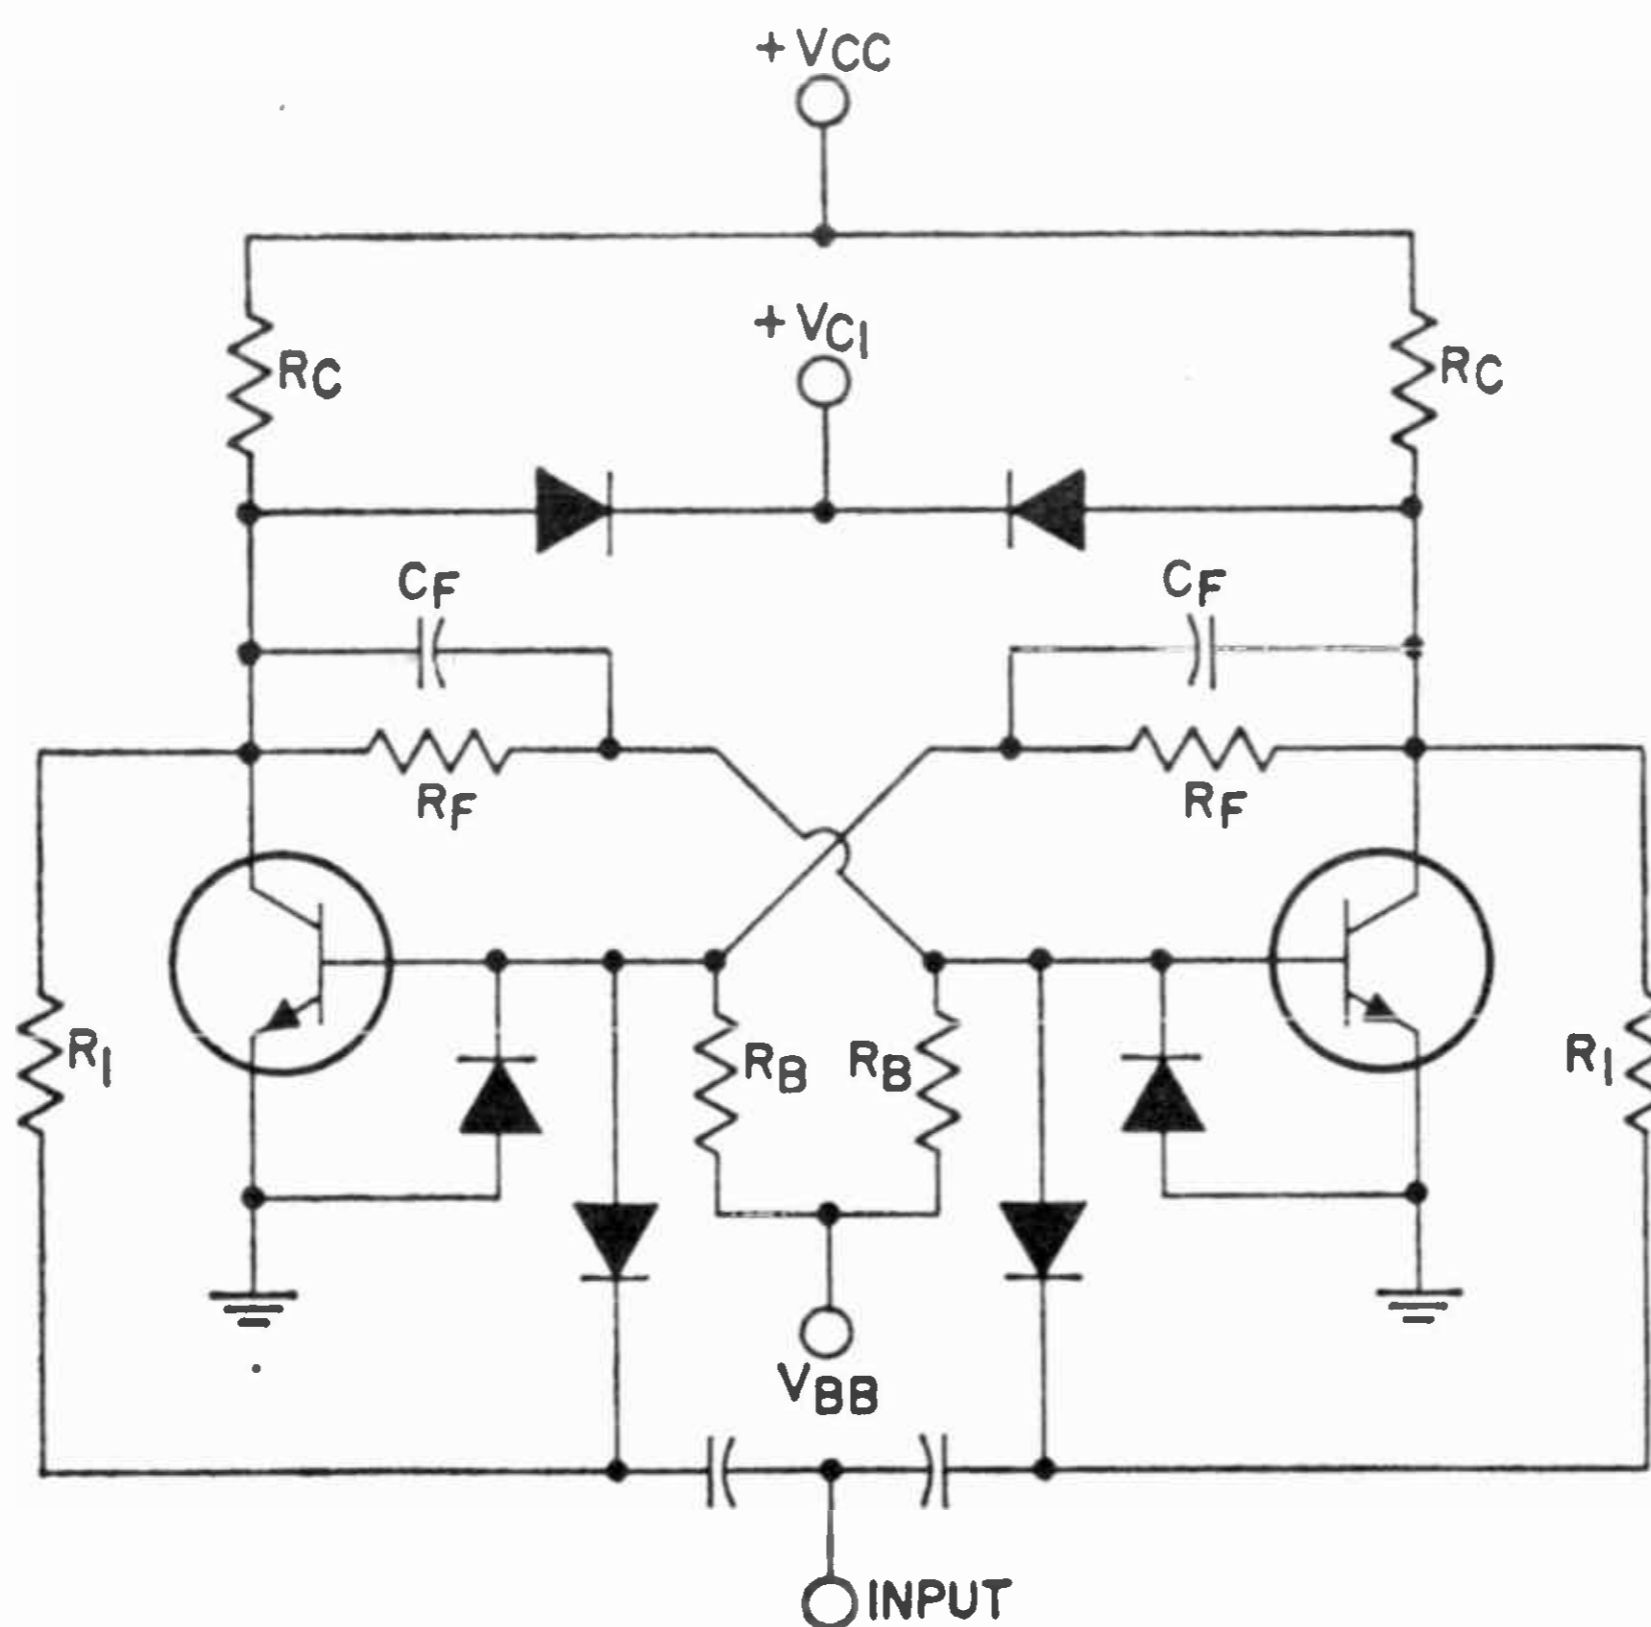 + VCC
RC
+ VC1
RC
CF
CF
RF
RF
R1
RB
RB
R1
VBB
INPUT